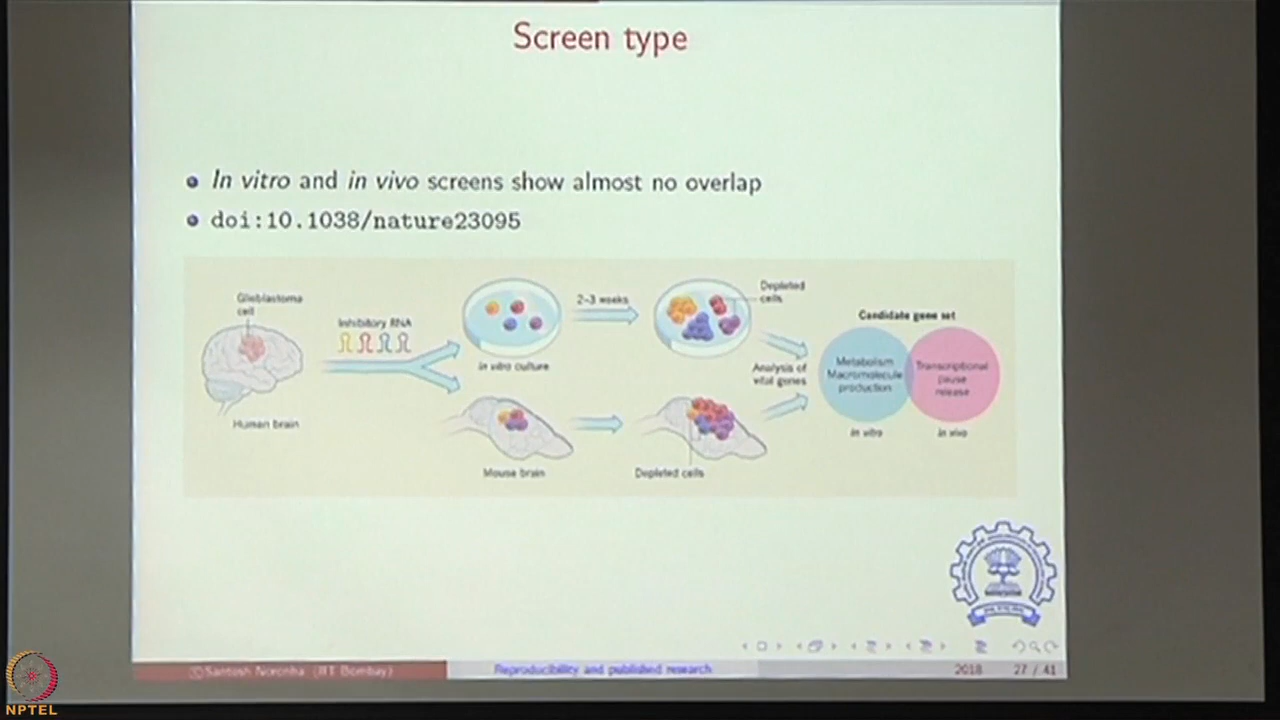 Screen type
In vitro and in vivo screens show almost no overlap
doi:10.1038/nature23095
Glioblastoma
cell
Human brain
Inhibitory RNA
in vitro culture
2–3 weeks
Depleted
cells
Mouse brain
Depleted cells
Analysis of
vital genes
Candidate gene set
Metabolism
Macromolecule
production
Transcriptional
pause
release
in vitro
in vivo
©Santosh Noronha (IIT Bombay)
Reproducibility and published research
2018
27 / 41
NPTEL